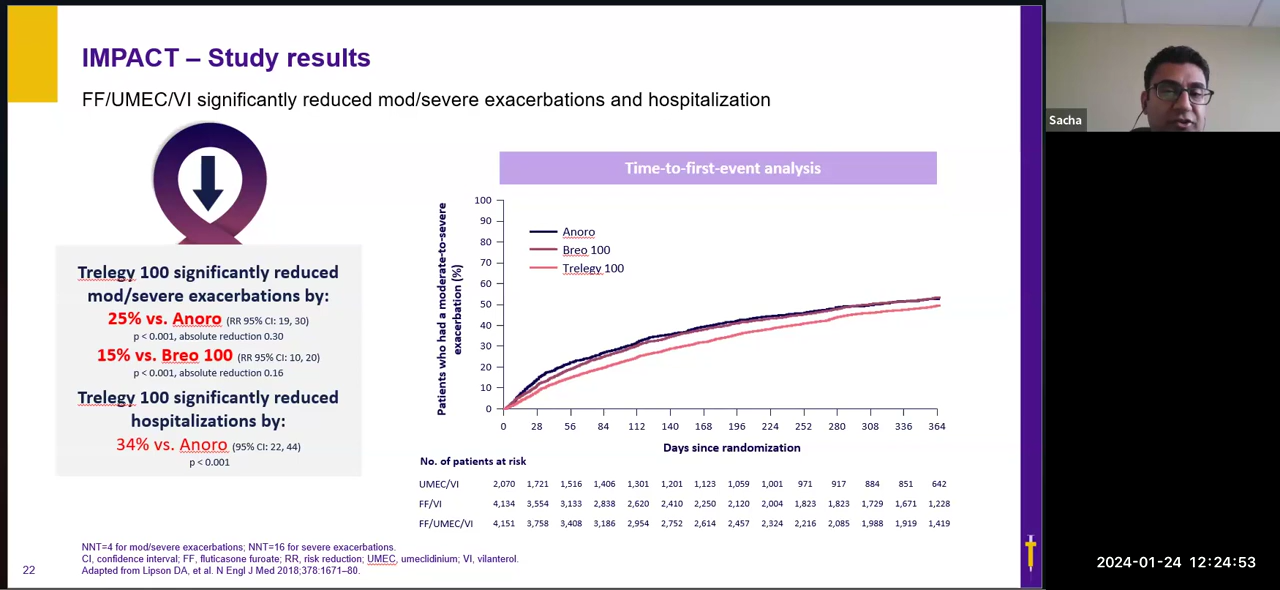 IMPACT – Study results
FF/UMEC/VI significantly reduced mod/severe exacerbations and hospitalization
Sacha
Trelegy 100 significantly reduced
mod/severe exacerbations by:
25% vs. Anoro (RR 95% CI: 19, 30)
p < 0.001, absolute reduction 0.30
15% vs. Breo 100 (RR 95% CI: 10, 20)
p < 0.001, absolute reduction 0.16
Trelegy 100 significantly reduced
hospitalizations by:
34% vs. Anoro (95% CI: 22, 44)
p < 0.001
Time-to-first-event analysis
Patients who had a moderate-to-severe
exacerbation (%)
100
90
80
70
60
50
40
30
20
10
0
Anoro
Breo 100
Trelegy 100
0 28 56 84 112 140 168 196 224 252 280 308 336 364
Days since randomization
No. of patients at risk
UMEC/VI 2,070 1,721 1,516 1,406 1,301 1,201 1,123 1,059 1,001 971 917 884 851 642
FF/VI 4,134 3,554 3,133 2,838 2,620 2,410 2,250 2,120 2,004 1,823 1,823 1,729 1,671 1,228
FF/UMEC/VI 4,151 3,758 3,408 3,186 2,954 2,752 2,614 2,457 2,324 2,216 2,085 1,988 1,919 1,419
NNT=4 for mod/severe exacerbations; NNT=16 for severe exacerbations.
CI, confidence interval; FF, fluticasone furoate; RR, risk reduction; UMEC, umeclidinium; VI, vilanterol.
Adapted from Lipson DA, et al. N Engl J Med 2018;378:1671–80.
22
2024-01-24 12:24:53